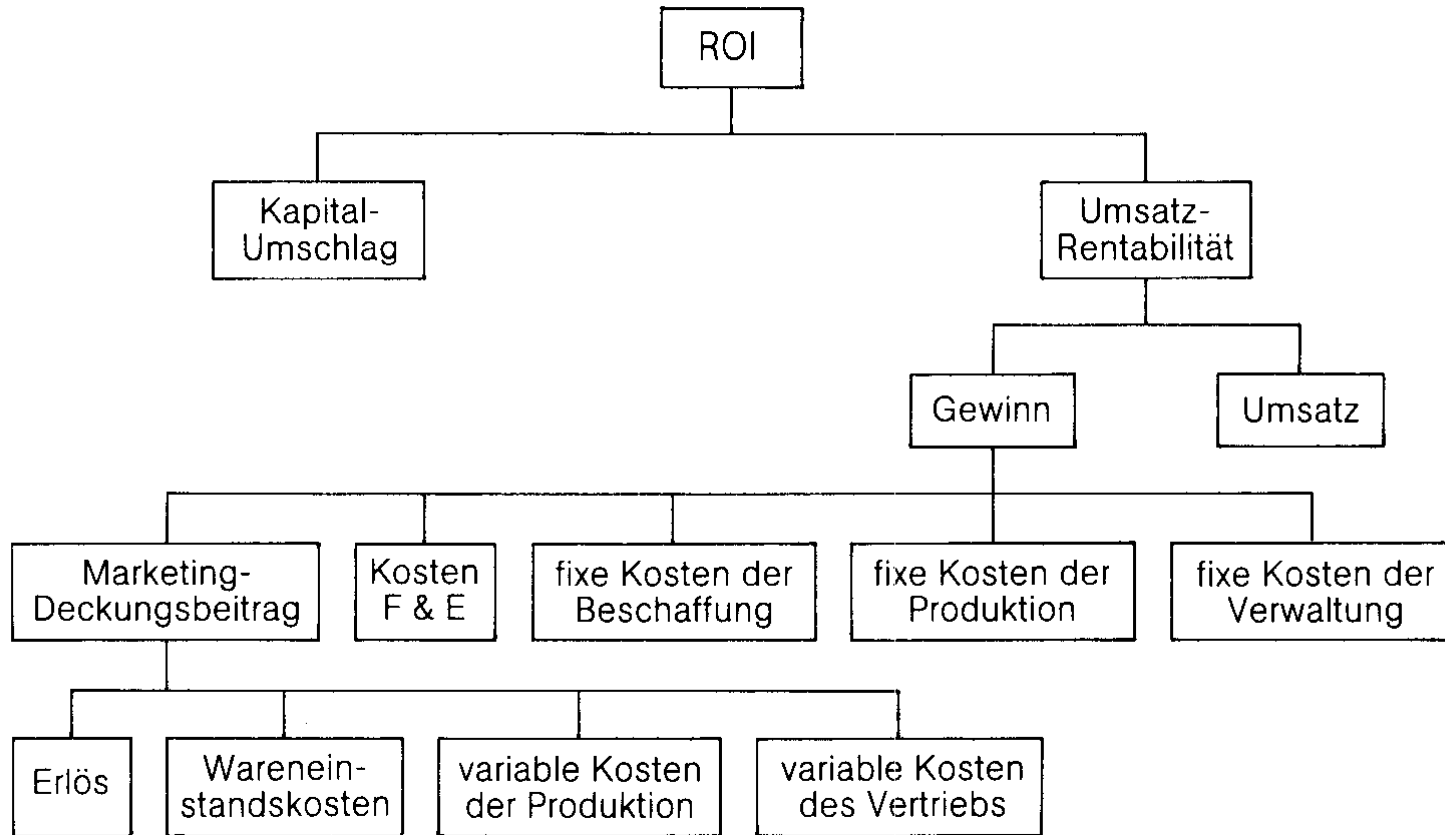 ROI
Kapital-
Umschlag
Umsatz-
Rentabilität
Gewinn
Umsatz
Marketing-
Deckungsbeitrag
Kosten
F & E
fixe Kosten der
Beschaffung
fixe Kosten der
Produktion
fixe Kosten der
Verwaltung
Erlös
Warenein-
standskosten
variable Kosten
der Produktion
variable Kosten
des Vertriebs